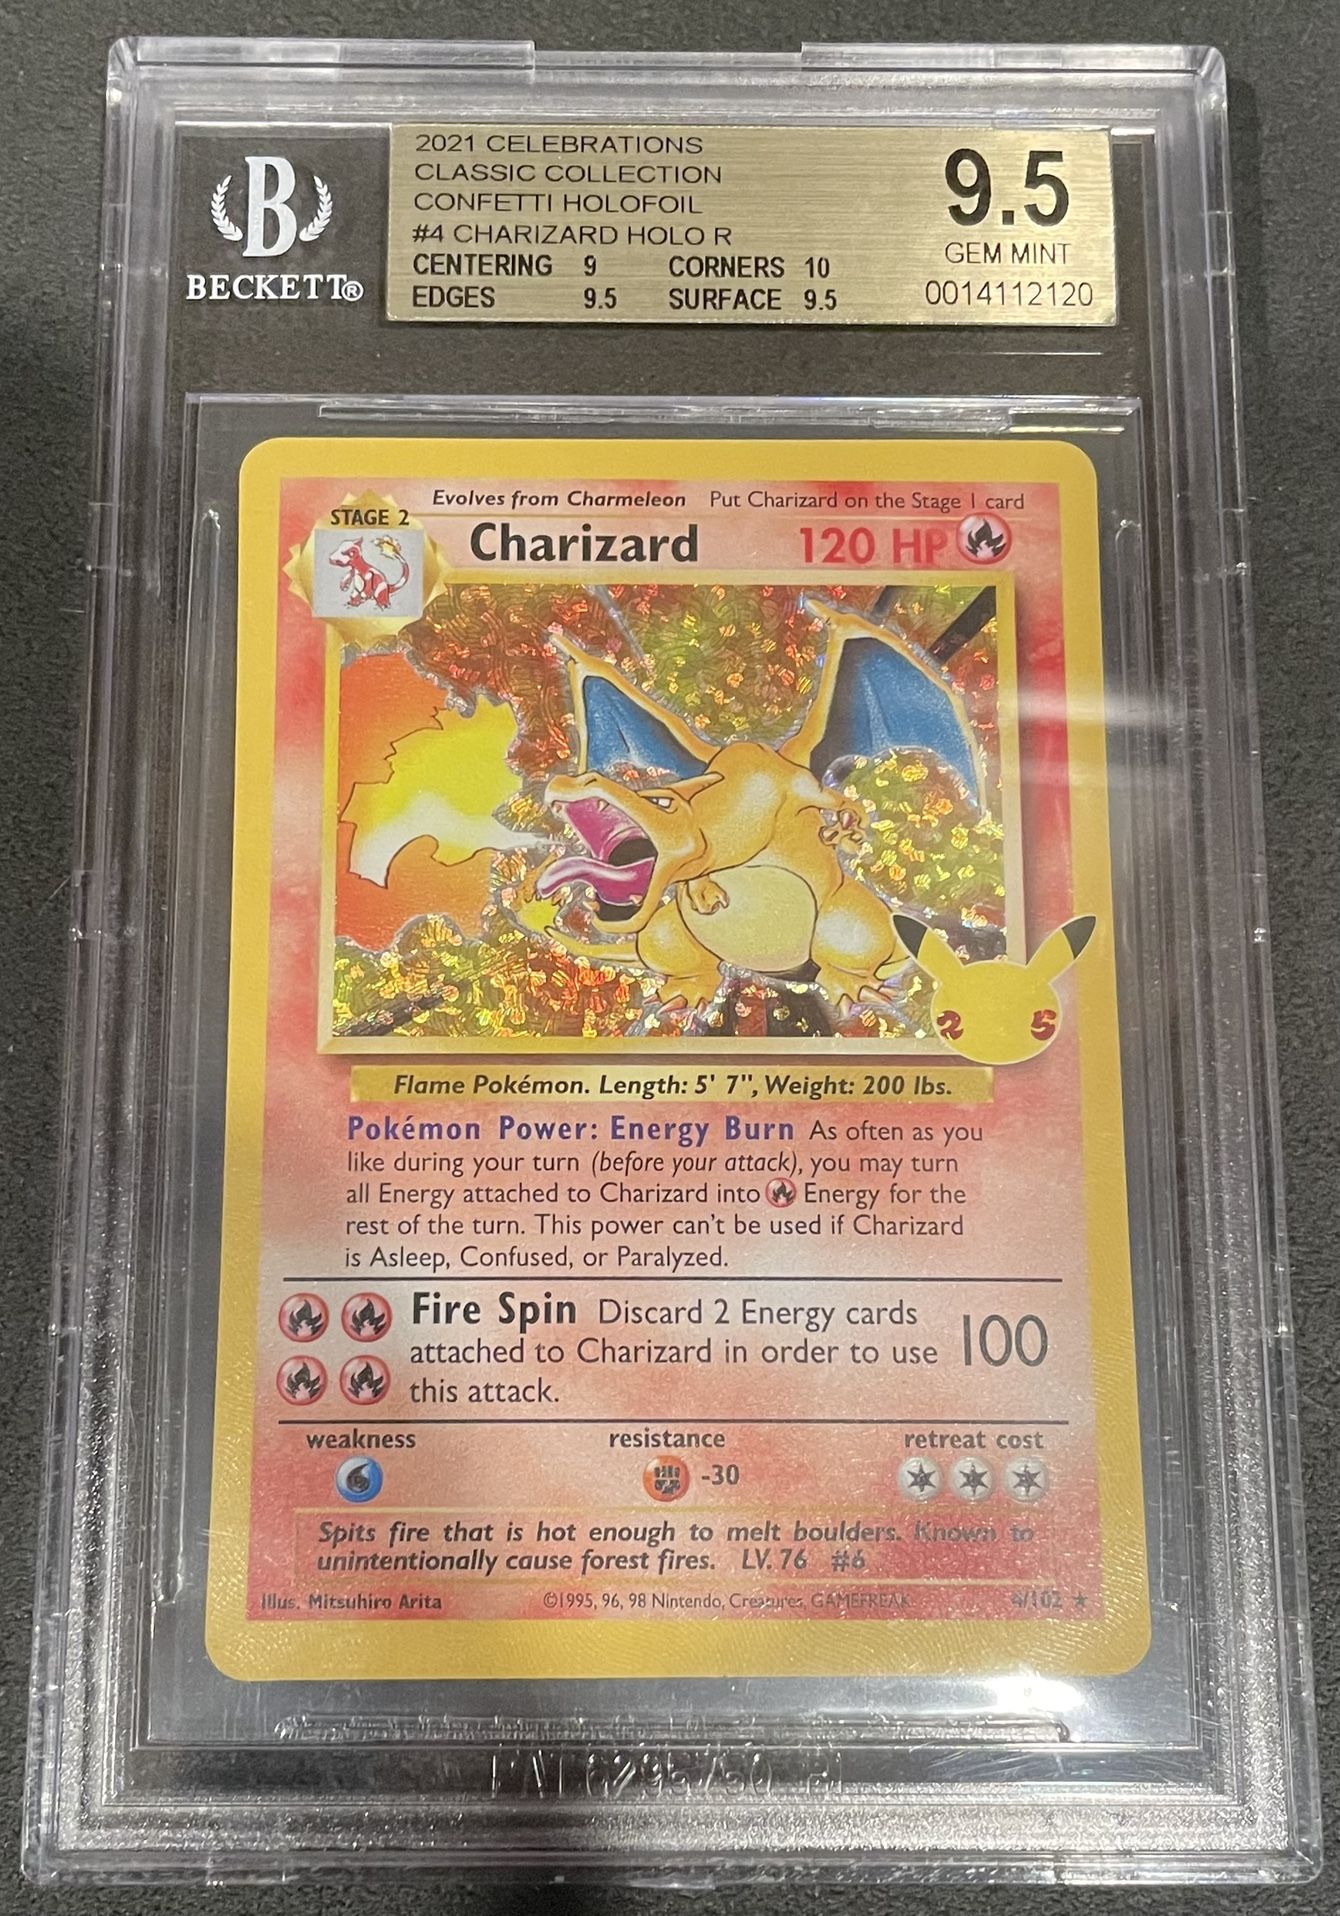 B
BECKETT®
2021 CELEBRATIONS
CLASSIC COLLECTION
CONFETTI HOLOFOIL
#4 CHARIZARD HOLO R
CENTERING 9 CORNERS 10
EDGES 9.5 SURFACE 9.5
9.5
GEM MINT
0014112120
Evolves from Charmeleon Put Charizard on the Stage 1 card
STAGE 2
Charizard 120 HP
25
Flame Pokémon. Length: 5' 7", Weight: 200 lbs.
Pokémon Power: Energy Burn As often as you
like during your turn (before your attack), you may turn
all Energy attached to Charizard into Energy for the
rest of the turn. This power can't be used if Charizard
is Asleep, Confused, or Paralyzed.
Fire Spin Discard 2 Energy cards
attached to Charizard in order to use 100
this attack.
weakness resistance retreat cost
-30
Spits fire that is hot enough to melt boulders. Known to
unintentionally cause forest fires. LV. 76 #6
Illus. Mitsuhiro Arita ©1995, 96, 98 Nintendo, Creatures, GAMEFREAK 4/102 ★